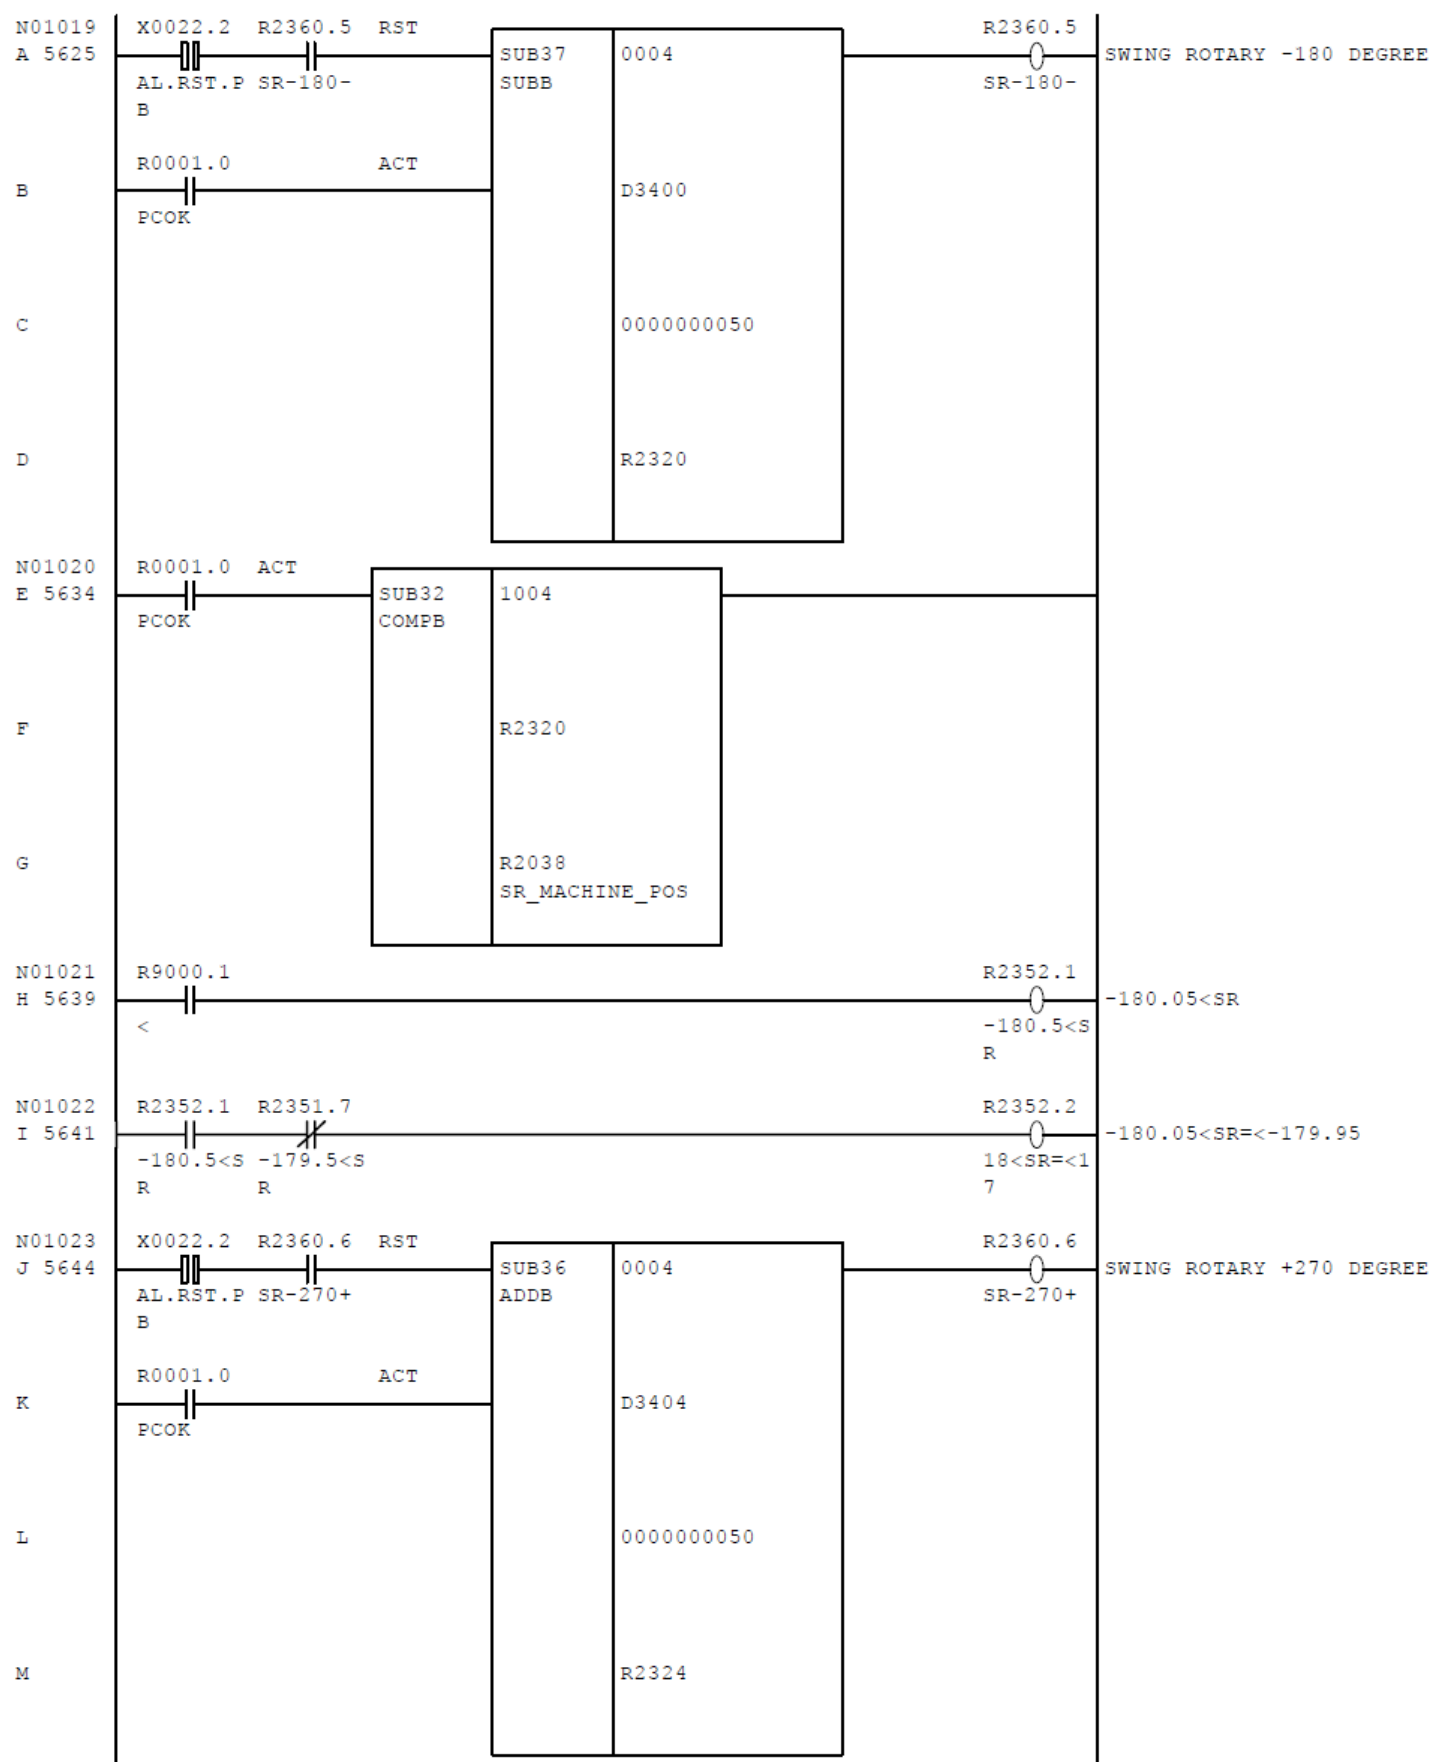 N01019 X0022.2 R2360.5 RST R2360.5
A 5625 SUB37 0004 SWING ROTARY -180 DEGREE
AL.RST.P SR-180- SUBB SR-180-
B
R0001.0 ACT
B D3400
PCOK
C 0000000050
D R2320
N01020 R0001.0 ACT
E 5634 SUB32 1004
PCOK COMPB
F R2320
G R2038
SR_MACHINE_POS
N01021 R9000.1 R2352.1
H 5639 -180.05<SR
< -180.5<S
R
N01022 R2352.1 R2351.7 R2352.2
I 5641 -180.05<SR=<-179.95
-180.5<S -179.5<S 18<SR=<1
R R 7
N01023 X0022.2 R2360.6 RST R2360.6
J 5644 SUB36 0004 SWING ROTARY +270 DEGREE
AL.RST.P SR-270+ ADDB SR-270+
B
R0001.0 ACT
K D3404
PCOK
L 0000000050
M R2324